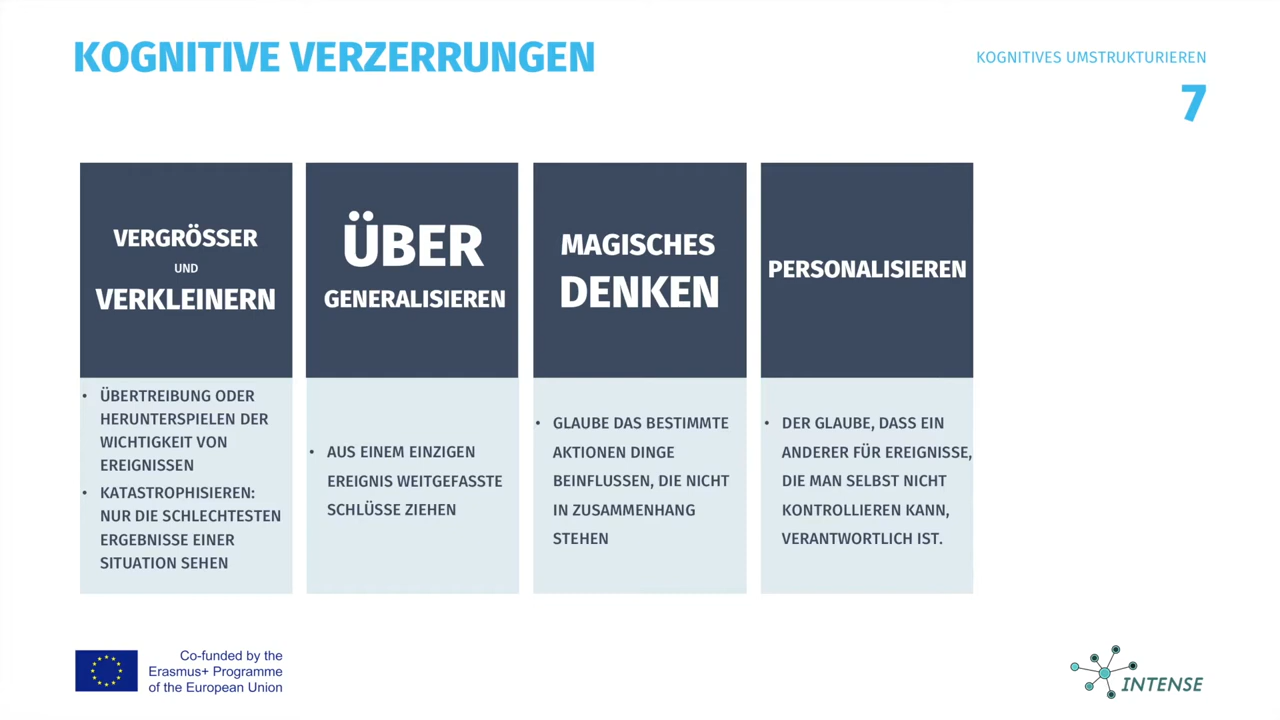 KOGNITIVE VERZERRUNGEN
KOGNITIVES UMSTRUKTURIEREN
7
VERGRÖSSER
UND
VERKLEINERN
• ÜBERTREIBUNG ODER
HERUNTERSPIELEN DER
WICHTIGKEIT VON
EREIGNISSEN
• KATASTROPHISIEREN:
NUR DIE SCHLECHTESTEN
ERGEBNISSE EINER
SITUATION SEHEN
ÜBER
GENERALISIEREN
• AUS EINEM EINZIGEN
EREIGNIS WEITGEFASSTE
SCHLÜSSE ZIEHEN
MAGISCHES
DENKEN
• GLAUBE DAS BESTIMMTE
AKTIONEN DINGE
BEINFLUSSEN, DIE NICHT
IN ZUSAMMENHANG
STEHEN
PERSONALISIEREN
• DER GLAUBE, DASS EIN
ANDERER FÜR EREIGNISSE,
DIE MAN SELBST NICHT
KONTROLLIEREN KANN,
VERANTWORTLICH IST.
Co-funded by the
Erasmus+ Programme
of the European Union
INTENSE